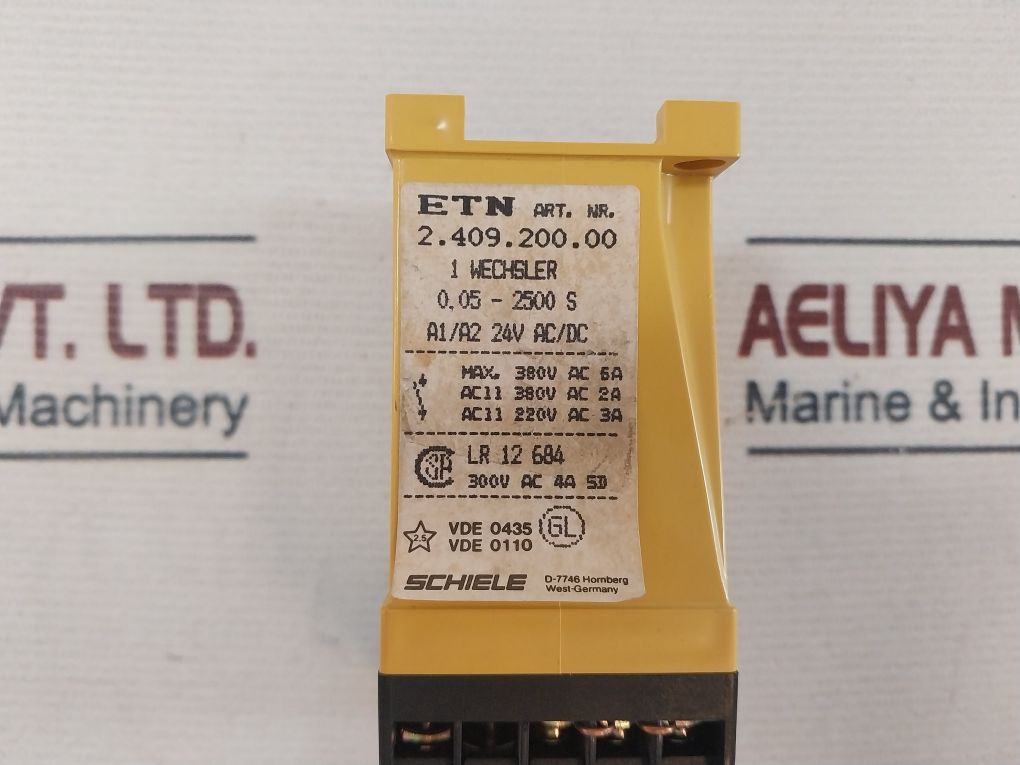 ETN ART. NR.
2.409.200.00
1 WECHSLER
0,05 - 2500 S
A1/A2 24V AC/DC
MAX. 380V AC 6A
AC11 380V AC 2A
AC11 220V AC 3A
LR 12 684
300V AC 4A SD
2.5
VDE 0435
VDE 0110
GL
SCHIELE
D-7746 Hornberg
West-Germany
VT. LTD.
Machinery
AELIYA M
Marine & In